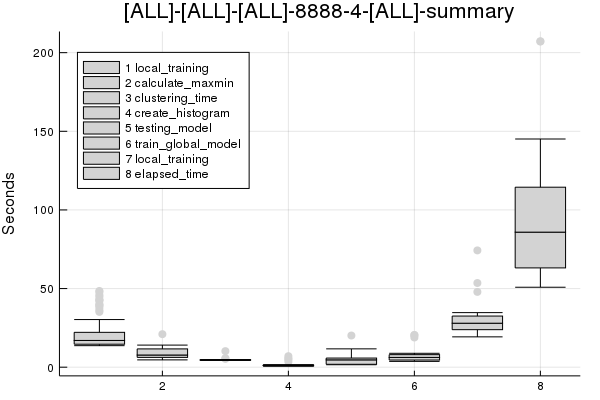 [ALL]-[ALL]-[ALL]-8888-4-[ALL]-summary
200
150
100
50
0
Seconds
1 local_training
2 calculate_maxmin
3 clustering_time
4 create_histogram
5 testing_model
6 train_global_model
7 local_training
8 elapsed_time
2 4 6 8